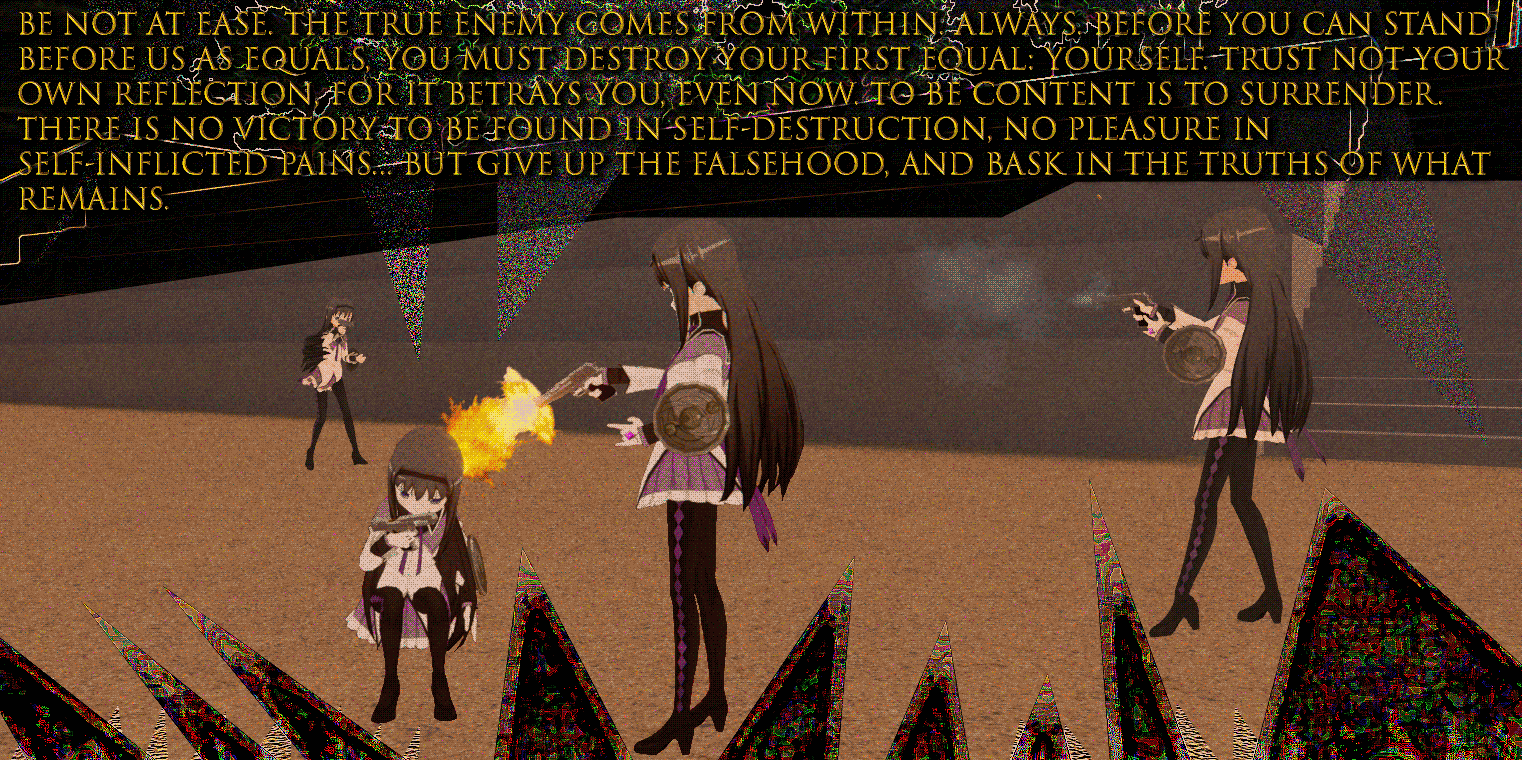 BE NOT AT EASE. THE TRUE ENEMY COMES FROM WITHIN, ALWAYS. BEFORE YOU CAN STAND
BEFORE US AS EQUALS, YOU MUST DESTROY YOUR FIRST EQUAL: YOURSELF. TRUST NOT YOUR
OWN REFLECTION, FOR IT BETRAYS YOU, EVEN NOW. TO BE CONTENT IS TO SURRENDER.
THERE IS NO VICTORY TO BE FOUND IN SELF-DESTRUCTION, NO PLEASURE IN
SELF-INFLICTED PAINS... BUT GIVE UP THE FALSEHOOD, AND BASK IN THE TRUTHS OF WHAT
REMAINS.